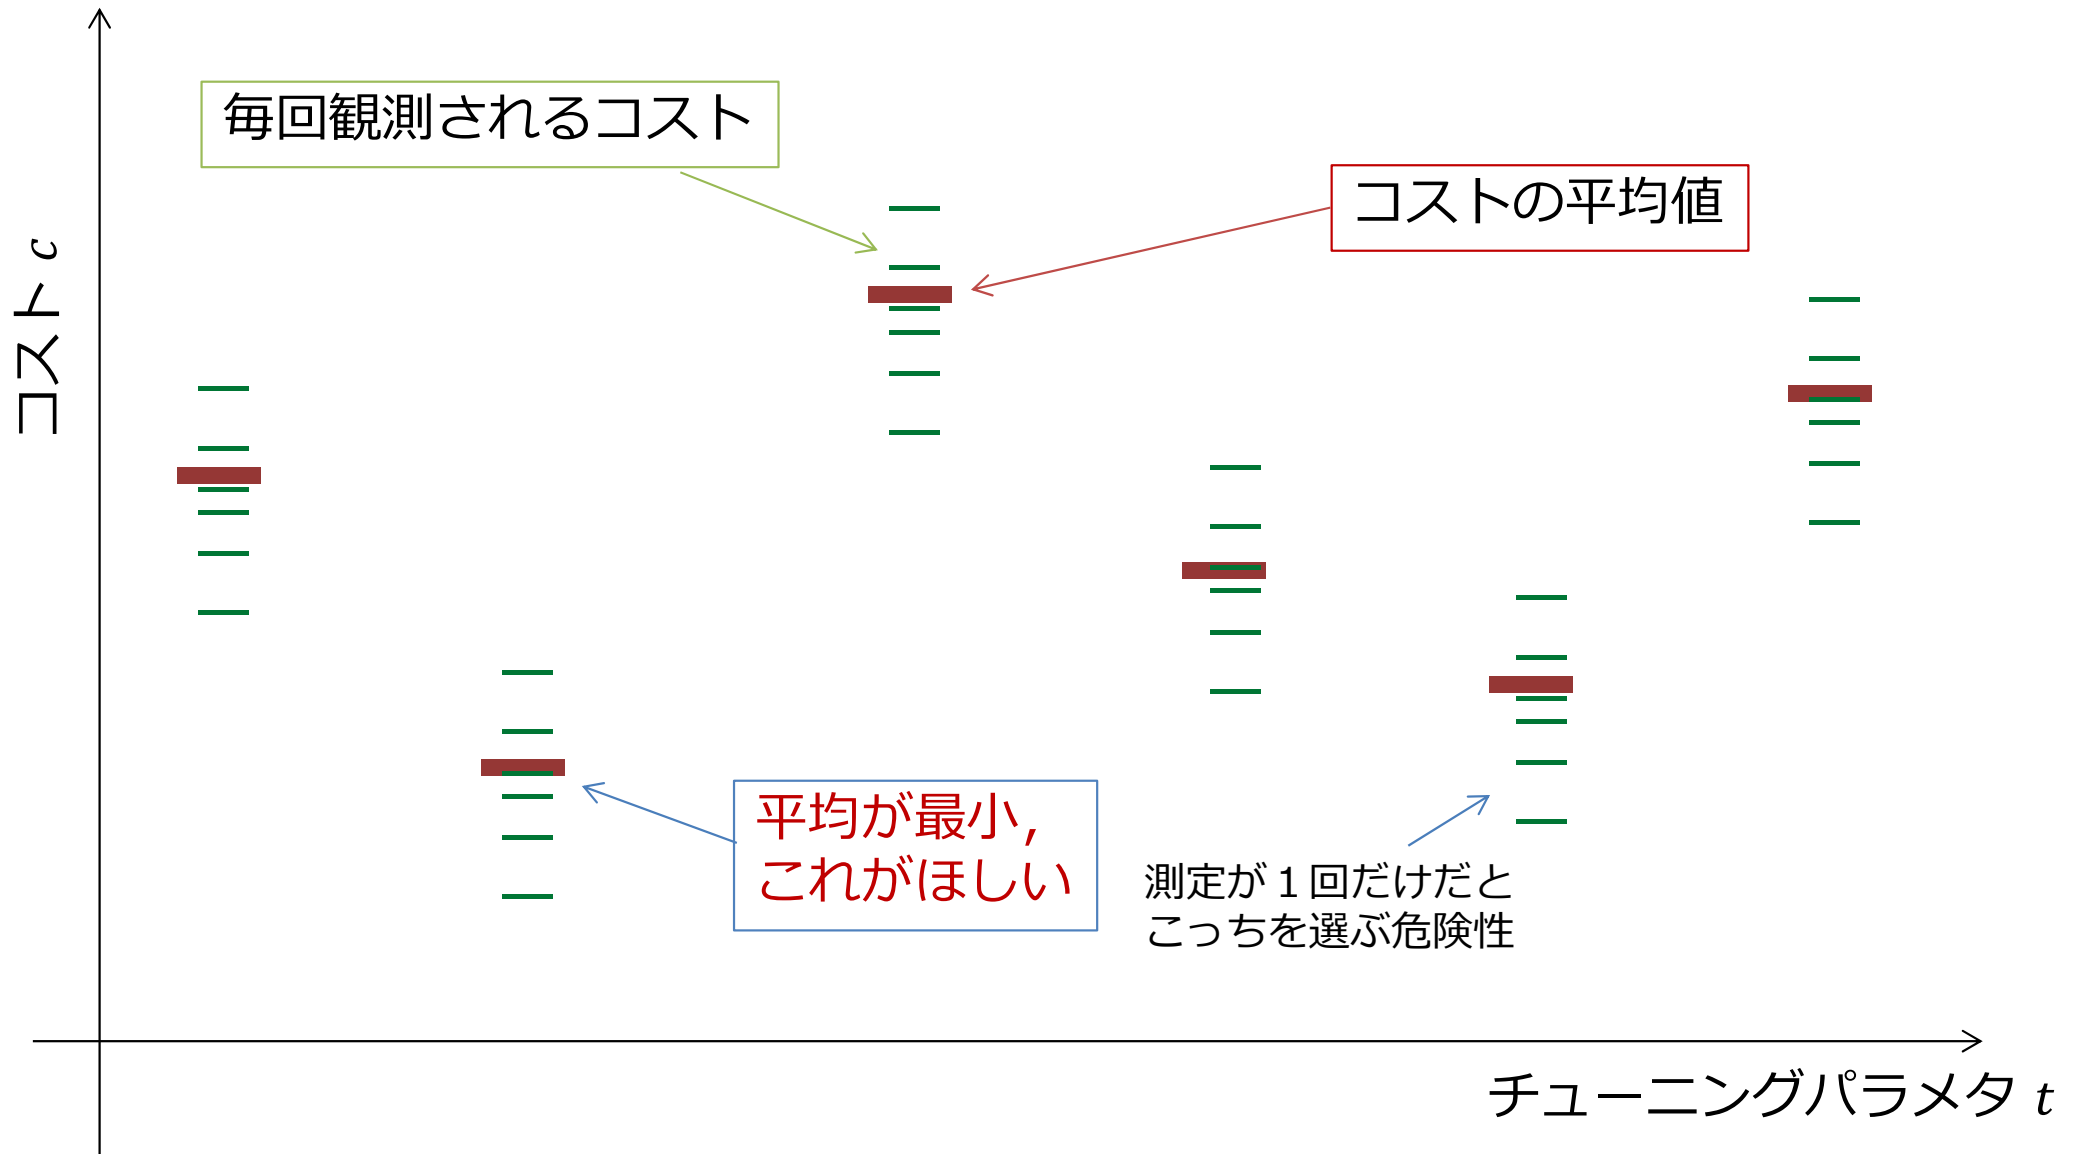 毎回観測されるコスト
コストの平均値
コスト c
平均が最小,
これがほしい
測定が1回だけだと
こっちを選ぶ危険性
チューニングパラメタ t